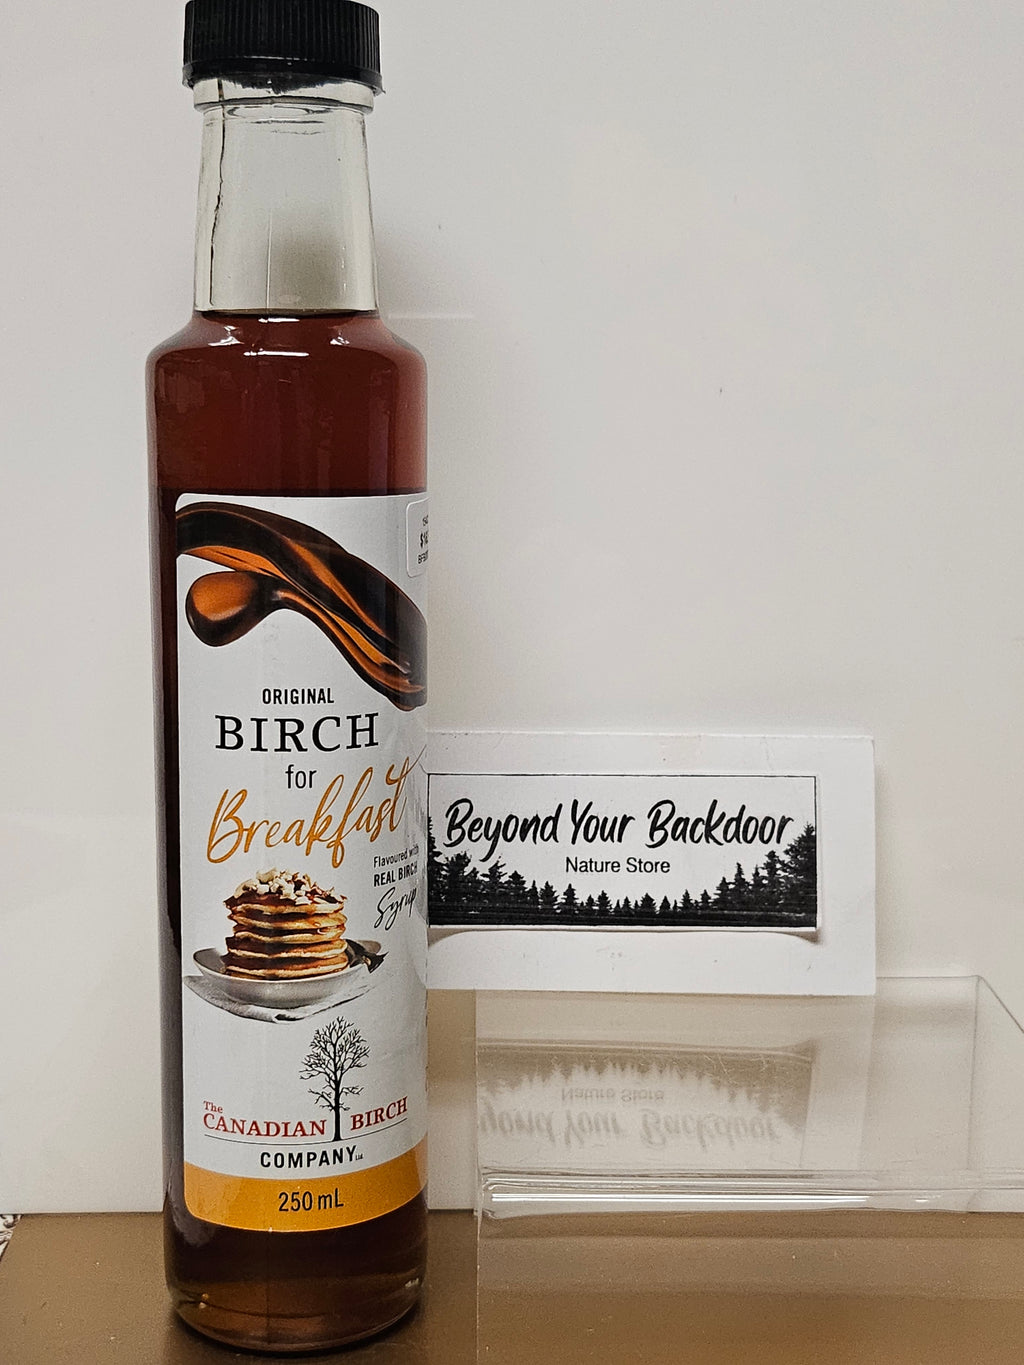 ORIGINAL
BIRCH
for
Breakfast
Flavoured with
REAL BIRCH
Syrup
The
CANADIAN BIRCH
COMPANY Ltd.
250 mL
Beyond Your Backdoor
Nature Store